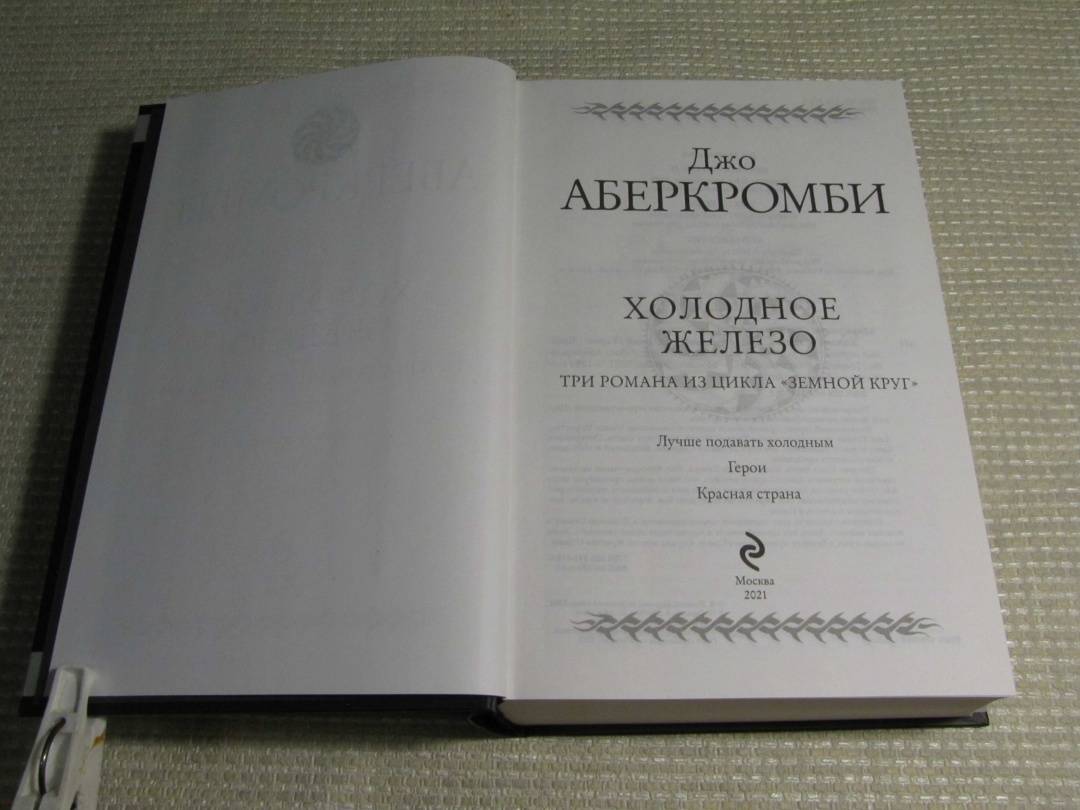 Джо
АБЕРКРОМБИ
ХОЛОДНОЕ
ЖЕЛЕЗО
ТРИ РОМАНА ИЗ ЦИКЛА «ЗЕМНОЙ КРУГ»
Лучше подавать холодным
Герои
Красная страна
Москва
2021